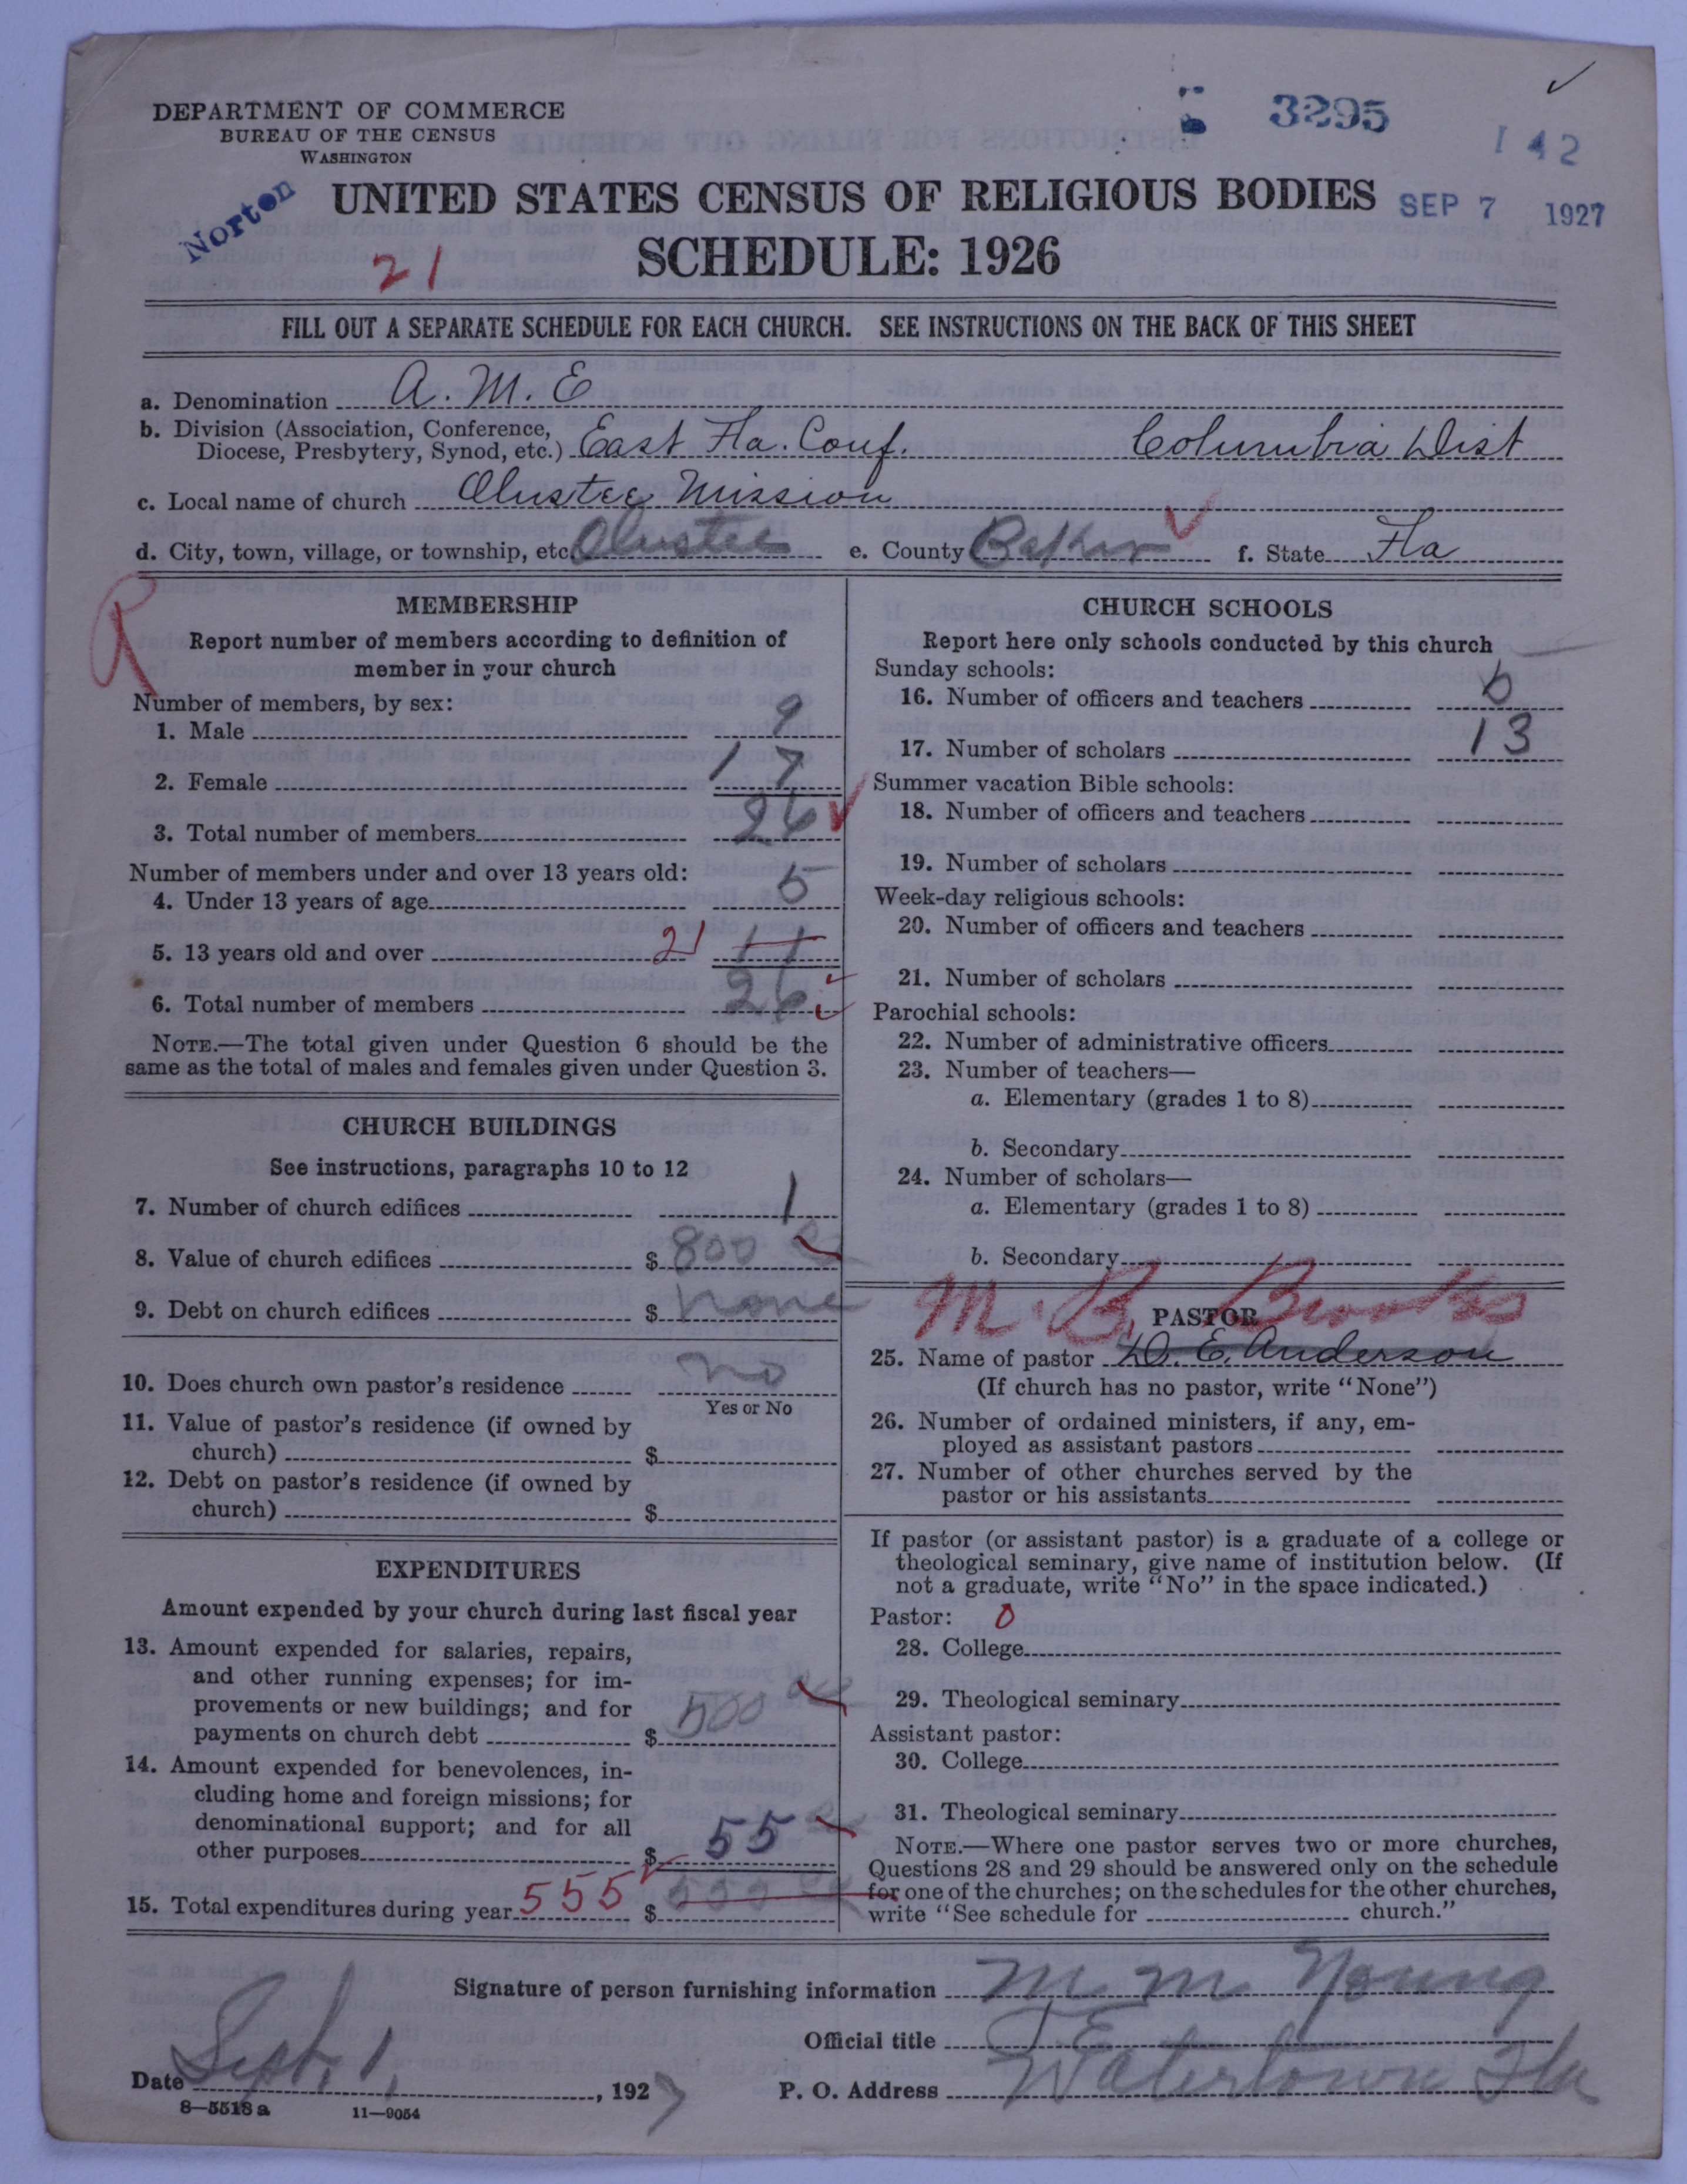 DEPARTMENT OF COMMERCE
BUREAU OF THE CENSUS
WASHINGTON
3295
142
Norton
UNITED STATES CENSUS OF RELIGIOUS BODIES
SEP 7 1927
21
SCHEDULE: 1926
FILL OUT A SEPARATE SCHEDULE FOR EACH CHURCH. SEE INSTRUCTIONS ON THE BACK OF THIS SHEET
a. Denomination A. M. E
b. Division (Association, Conference, Diocese, Presbytery, Synod, etc.) East Fla. Conf. Columbia Dist
c. Local name of church Olustee Mission
d. City, town, village, or township, etc. Olustee e. County Baker f. State Fla
R
MEMBERSHIP
Report number of members according to definition of
member in your church
Number of members, by sex:
1. Male 9
2. Female 17
3. Total number of members 26
Number of members under and over 13 years old:
4. Under 13 years of age 5
5. 13 years old and over 21 11
6. Total number of members 26
NOTE.—The total given under Question 6 should be the
same as the total of males and females given under Question 3.
CHURCH BUILDINGS
See instructions, paragraphs 10 to 12
7. Number of church edifices 1
8. Value of church edifices $ 800
9. Debt on church edifices $ none
10. Does church own pastor's residence no
Yes or No
11. Value of pastor's residence (if owned by
church) $
12. Debt on pastor's residence (if owned by
church) $
EXPENDITURES
Amount expended by your church during last fiscal year
13. Amount expended for salaries, repairs,
and other running expenses; for im-
provements or new buildings; and for
payments on church debt $ 500
14. Amount expended for benevolences, in-
cluding home and foreign missions; for
denominational support; and for all
other purposes $ 55
15. Total expenditures during year 555 $
CHURCH SCHOOLS
Report here only schools conducted by this church
Sunday schools:
16. Number of officers and teachers
17. Number of scholars 13
Summer vacation Bible schools:
18. Number of officers and teachers
19. Number of scholars
Week-day religious schools:
20. Number of officers and teachers
21. Number of scholars
Parochial schools:
22. Number of administrative officers
23. Number of teachers—
a. Elementary (grades 1 to 8)
b. Secondary
24. Number of scholars—
a. Elementary (grades 1 to 8)
b. Secondary
M. B. Brooks
PASTOR
25. Name of pastor D. E. Anderson
(If church has no pastor, write "None")
26. Number of ordained ministers, if any, em-
ployed as assistant pastors
27. Number of other churches served by the
pastor or his assistants
If pastor (or assistant pastor) is a graduate of a college or
theological seminary, give name of institution below. (If
not a graduate, write "No" in the space indicated.)
Pastor: 0
28. College
29. Theological seminary
Assistant pastor:
30. College
31. Theological seminary
NOTE.—Where one pastor serves two or more churches,
Questions 28 and 29 should be answered only on the schedule
for one of the churches; on the schedules for the other churches,
write "See schedule for church."
Signature of person furnishing information M. M. Young
Official title
Date Sept. 1, 1927 P. O. Address Watertown Fla
8—5518a 11—9054